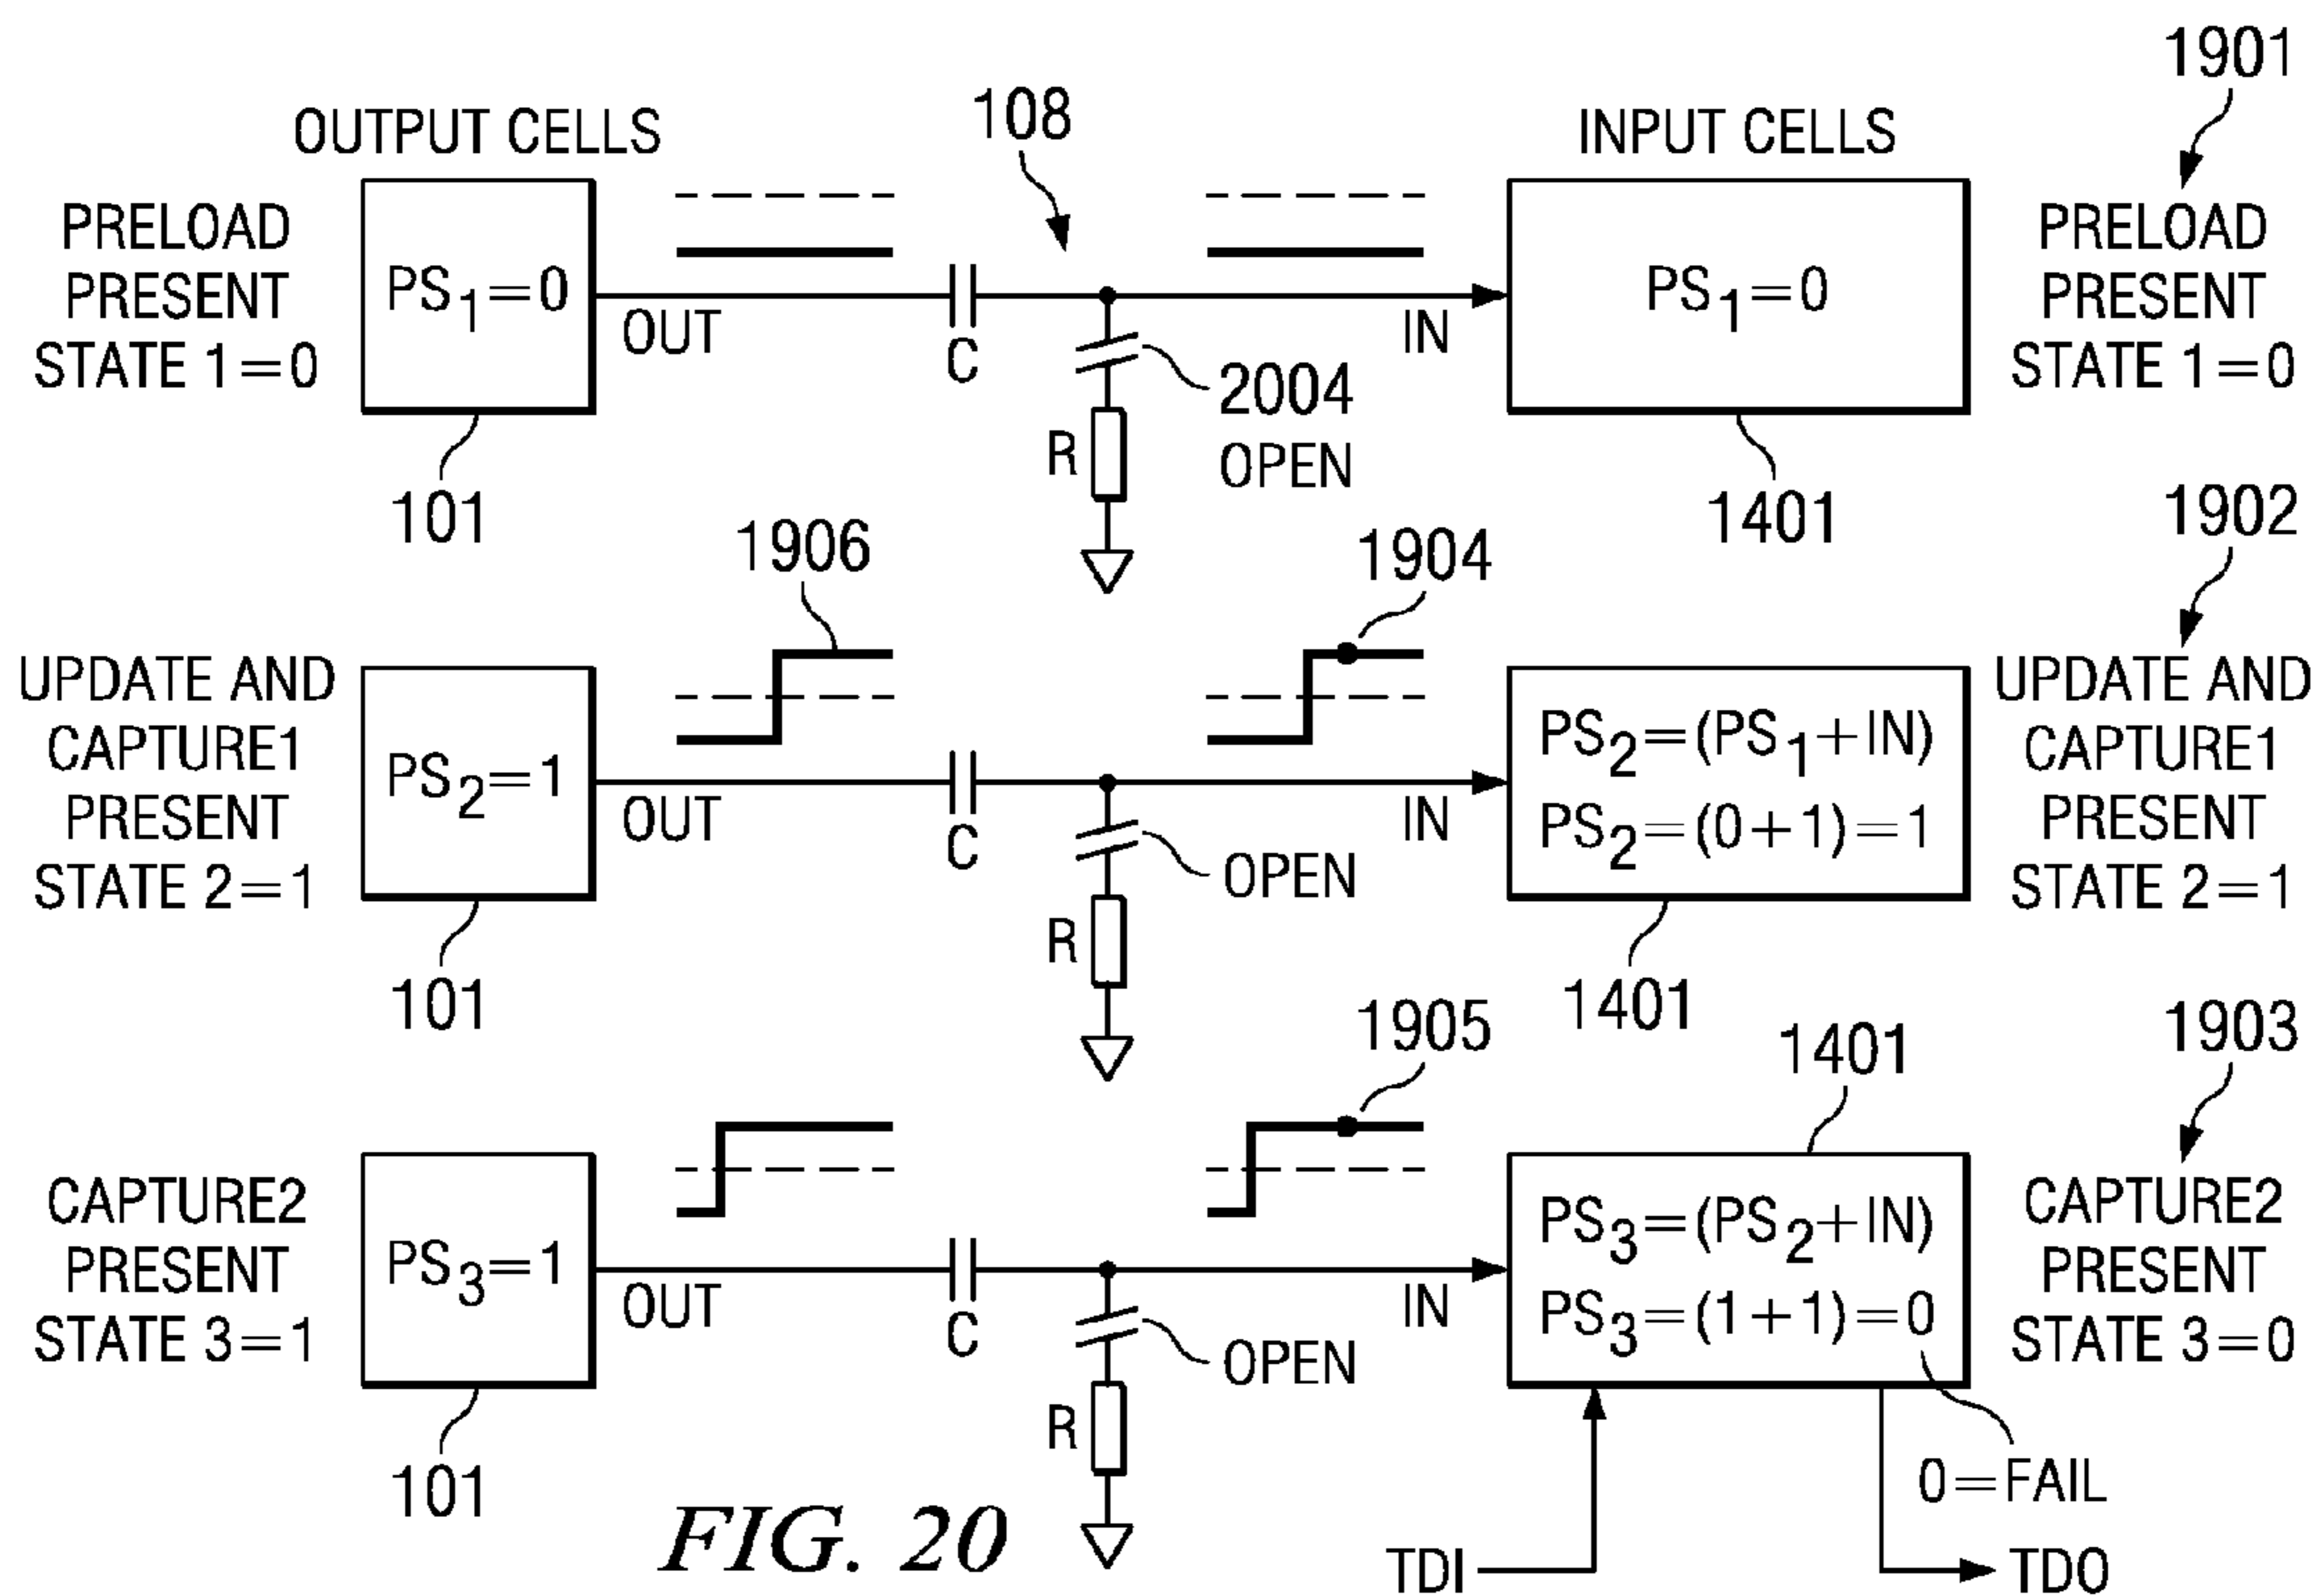 1901
OUTPUT CELLS
108
INPUT CELLS
PRELOAD
PRESENT
STATE 1=0
PS1=0
OUT
C
R
2004
OPEN
IN
PS1=0
PRELOAD
PRESENT
STATE 1=0
101
1401
1902
1906
1904
UPDATE AND
CAPTURE1
PRESENT
STATE 2=1
PS2=1
OUT
C
R
OPEN
IN
PS2=(PS1+IN)
PS2=(0+1)=1
UPDATE AND
CAPTURE1
PRESENT
STATE 2=1
101
1401
1903
1905
1401
CAPTURE2
PRESENT
STATE 3=1
PS3=1
OUT
C
R
OPEN
IN
PS3=(PS2+IN)
PS3=(1+1)=0
CAPTURE2
PRESENT
STATE 3=0
101
0=FAIL
TDI
TDO
FIG. 20